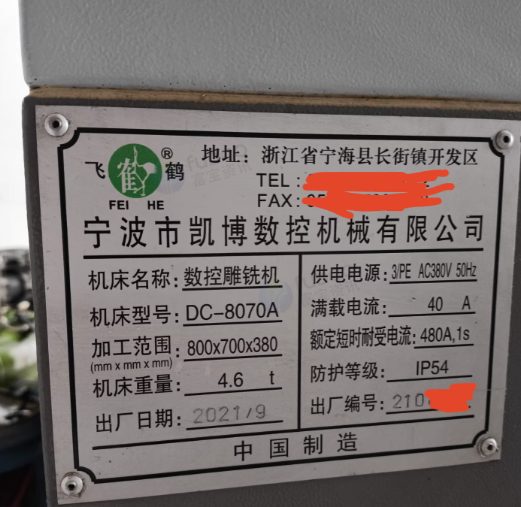 飞鹤®
FEI HE
地址：浙江省宁海县长街镇开发区
TEL：
FAX：
宁波市凯博数控机械有限公司
机床名称：数控雕铣机
机床型号：DC-8070A
加工范围：800x700x380
(mm x mm x mm)
机床重量：4.6 t
出厂日期：2021/9
供电电源：3/PE AC380V 50Hz
满载电流：40 A
额定短时耐受电流：480A,1s
防护等级：IP54
出厂编号：210
中国制造